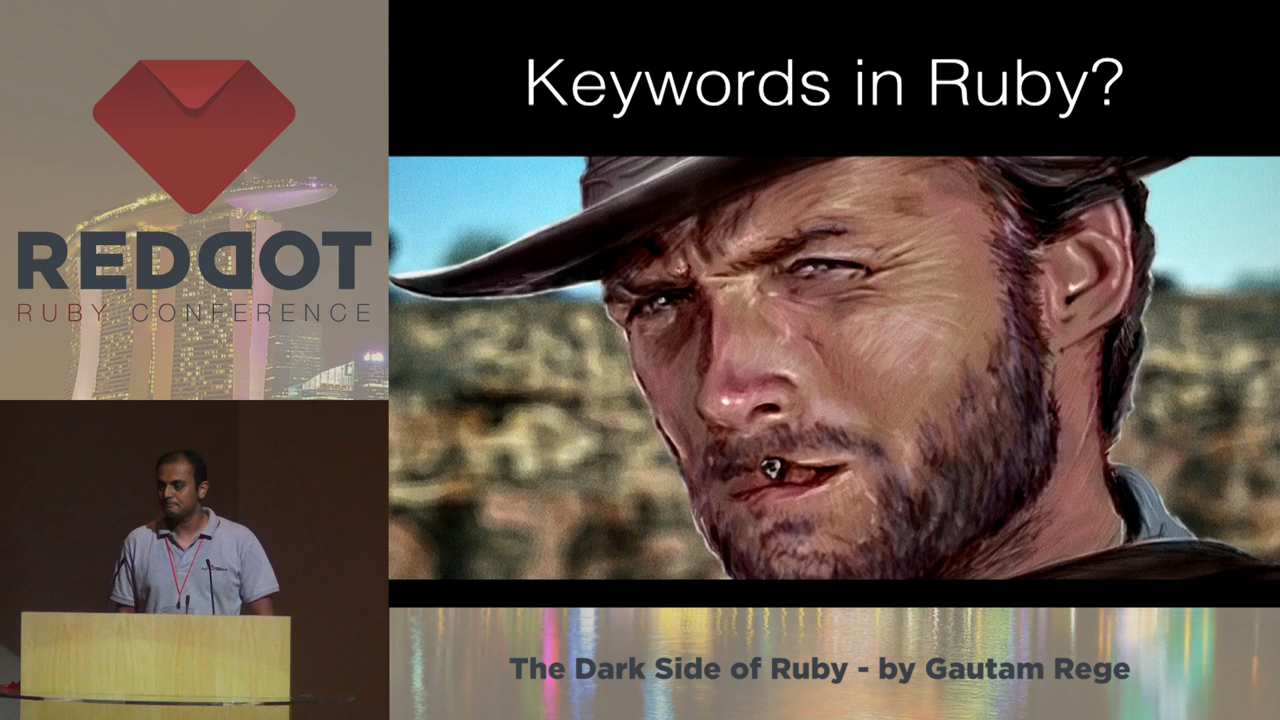 REDDOT
RUBY CONFERENCE
Keywords in Ruby?
The Dark Side of Ruby - by Gautam Rege